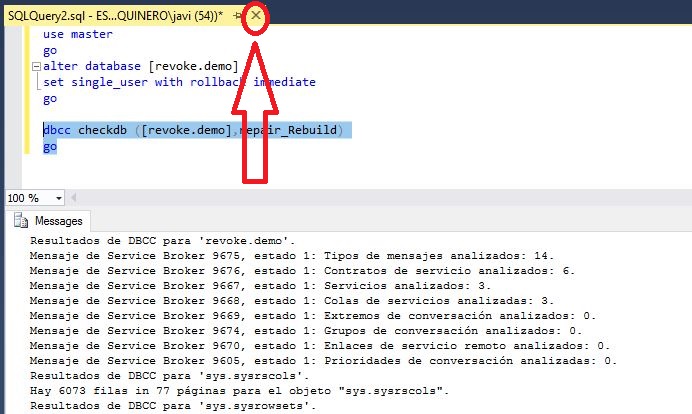 SQLQuery2.sql - ES...QUINERO\javi (54))*
use master
go
alter database [revoke.demo]
set single_user with rollback immediate
go
dbcc checkdb ([revoke.demo],repair_Rebuild)
go
100 %
Messages
Resultados de DBCC para 'revoke.demo'.
Mensaje de Service Broker 9675, estado 1: Tipos de mensajes analizados: 14.
Mensaje de Service Broker 9676, estado 1: Contratos de servicio analizados: 6.
Mensaje de Service Broker 9667, estado 1: Servicios analizados: 3.
Mensaje de Service Broker 9668, estado 1: Colas de servicios analizadas: 3.
Mensaje de Service Broker 9669, estado 1: Extremos de conversación analizados: 0.
Mensaje de Service Broker 9674, estado 1: Grupos de conversación analizados: 0.
Mensaje de Service Broker 9670, estado 1: Enlaces de servicio remoto analizados: 0.
Mensaje de Service Broker 9605, estado 1: Prioridades de conversación analizadas: 0.
Resultados de DBCC para 'sys.sysrscols'.
Hay 6073 filas in 77 páginas para el objeto "sys.sysrscols".
Resultados de DBCC para 'sys.sysrowsets'.